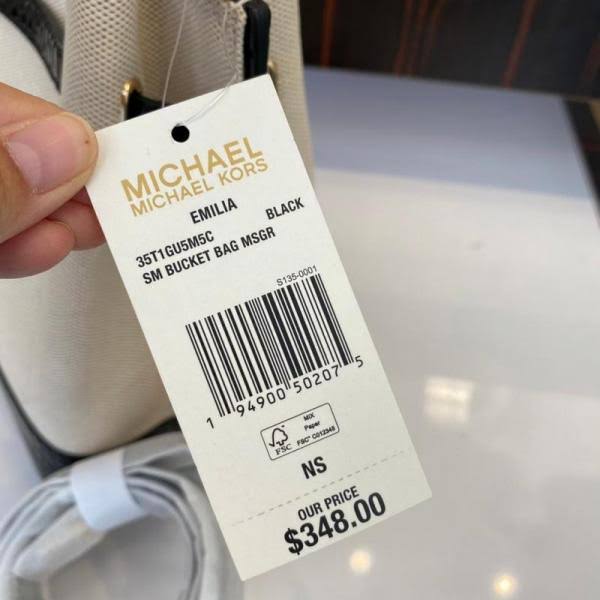 MICHAEL
MICHAEL KORS
EMILIA
35T1GU5M5C BLACK
SM BUCKET BAG MSGR
S135-0001
1 94900 50207 5
FSC
MIX
Paper
FSC® C012345
NS
OUR PRICE
$348.00